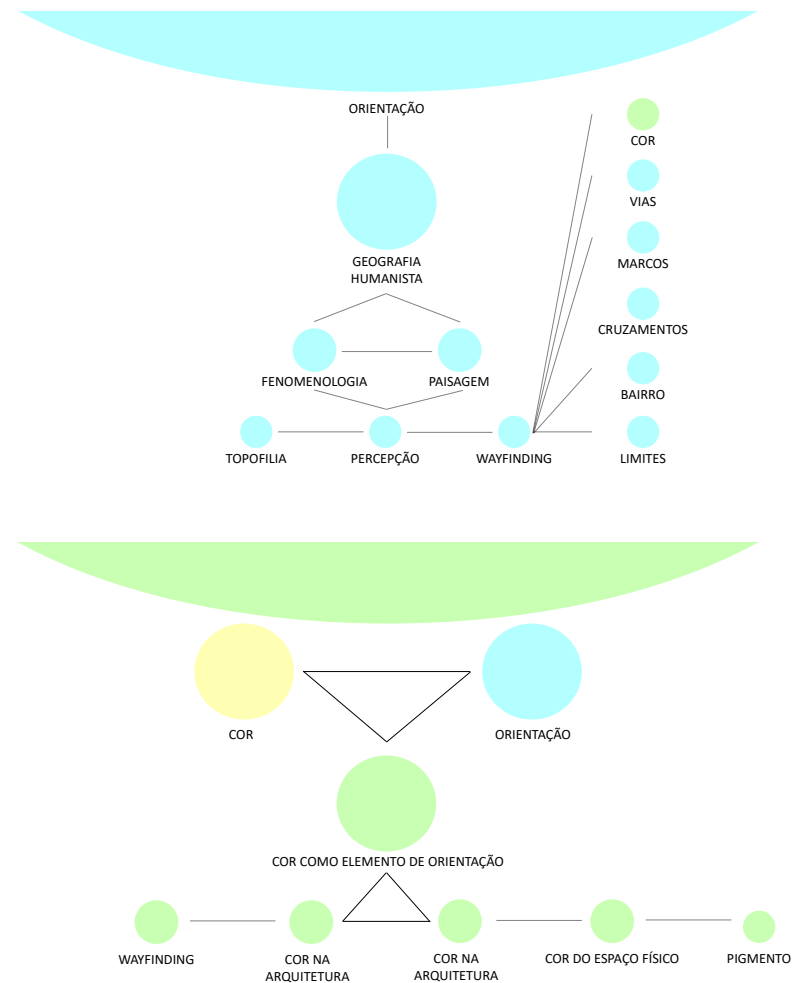 ORIENTAÇÃO
COR
VIAS
MARCOS
GEOGRAFIA
HUMANISTA
CRUZAMENTOS
FENOMENOLOGIA
PAISAGEM
BAIRRO
TOPOFILIA
PERCEPÇÃO
WAYFINDING
LIMITES
COR
ORIENTAÇÃO
COR COMO ELEMENTO DE ORIENTAÇÃO
WAYFINDING
COR NA
ARQUITETURA
COR NA
ARQUITETURA
COR DO ESPAÇO FÍSICO
PIGMENTO